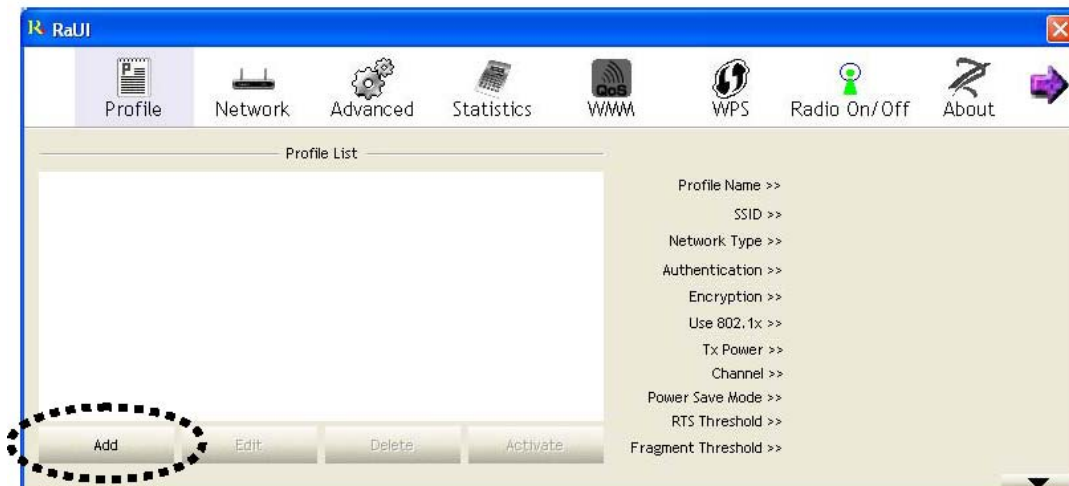 RaUI
Profile
Network
Advanced
Statistics
QoS
WMM
WPS
Radio On/Off
About
Profile List
Profile Name >>
SSID >>
Network Type >>
Authentication >>
Encryption >>
Use 802.1x >>
Tx Power >>
Channel >>
Power Save Mode >>
RTS Threshold >>
Fragment Threshold >>
Add
Edit
Delete
Activate